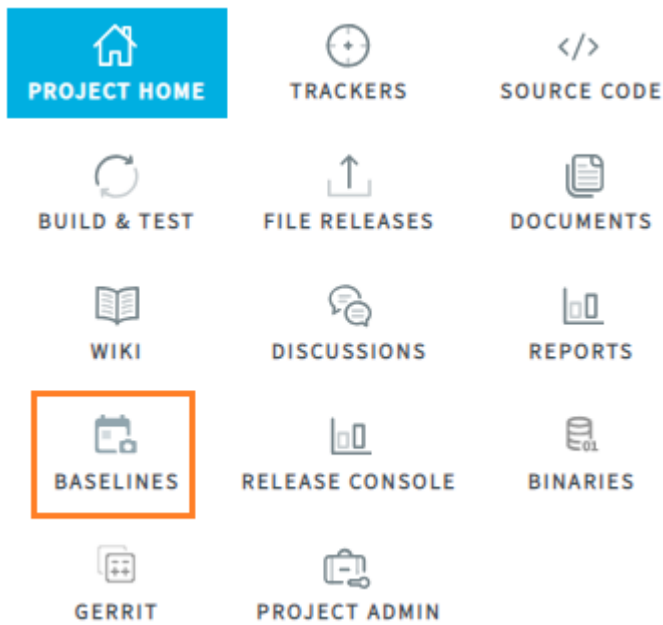 PROJECT HOME
TRACKERS
</>
SOURCE CODE
BUILD & TEST
FILE RELEASES
DOCUMENTS
WIKI
DISCUSSIONS
REPORTS
BASELINES
RELEASE CONSOLE
01
BINARIES
GERRIT
PROJECT ADMIN